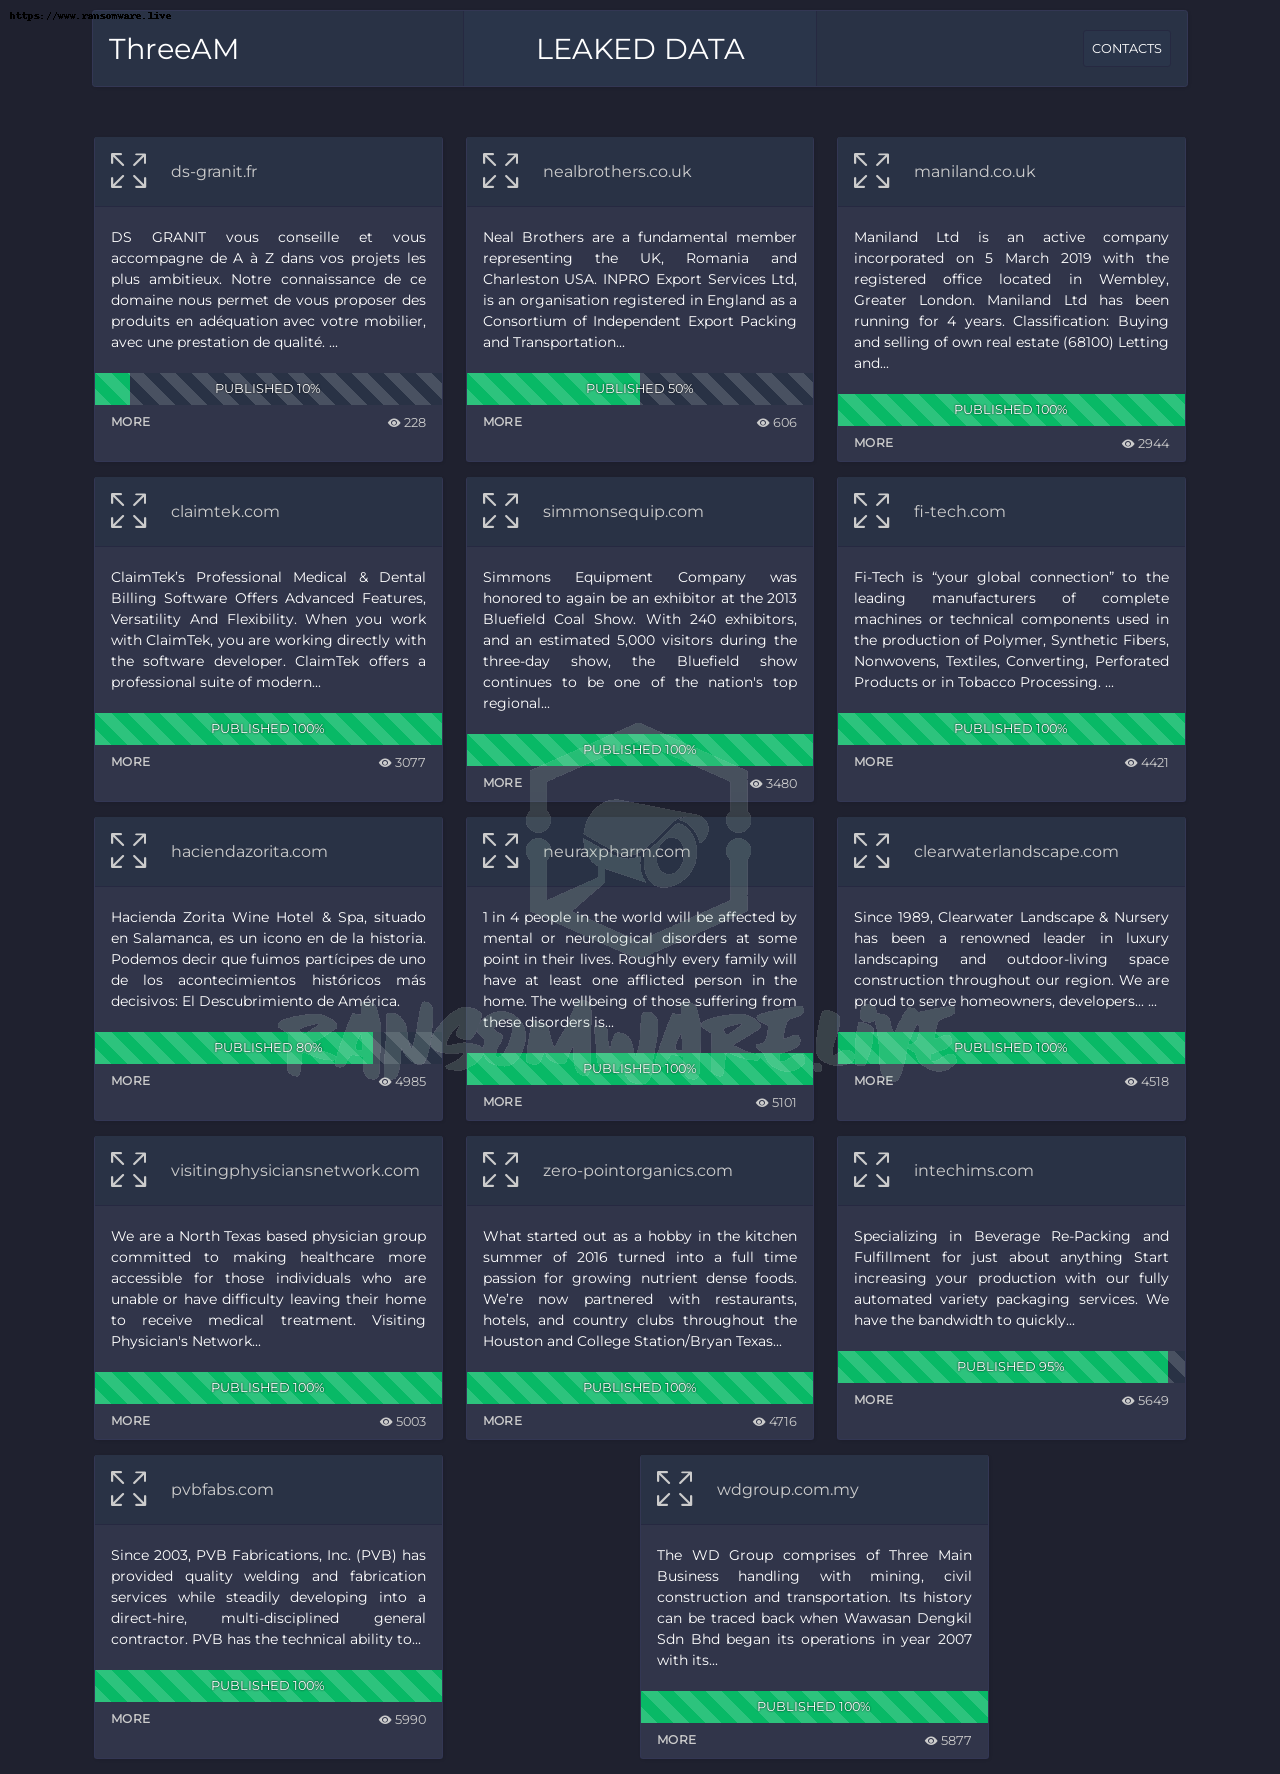 https://www.ransomware.live
ThreeAM
LEAKED DATA
CONTACTS
ds-granit.fr
DS GRANIT vous conseille et vous
accompagne de A à Z dans vos projets les
plus ambitieux. Notre connaissance de ce
domaine nous permet de vous proposer des
produits en adéquation avec votre mobilier,
avec une prestation de qualité. ...
PUBLISHED 10%
MORE
228
nealbrothers.co.uk
Neal Brothers are a fundamental member
representing the UK, Romania and
Charleston USA. INPRO Export Services Ltd,
is an organisation registered in England as a
Consortium of Independent Export Packing
and Transportation...
PUBLISHED 50%
MORE
606
maniland.co.uk
Maniland Ltd is an active company
incorporated on 5 March 2019 with the
registered office located in Wembley,
Greater London. Maniland Ltd has been
running for 4 years. Classification: Buying
and selling of own real estate (68100) Letting
and...
PUBLISHED 100%
MORE
2944
claimtek.com
ClaimTek’s Professional Medical & Dental
Billing Software Offers Advanced Features,
Versatility And Flexibility. When you work
with ClaimTek, you are working directly with
the software developer. ClaimTek offers a
professional suite of modern...
PUBLISHED 100%
MORE
3077
simmonsequip.com
Simmons Equipment Company was
honored to again be an exhibitor at the 2013
Bluefield Coal Show. With 240 exhibitors,
and an estimated 5,000 visitors during the
three-day show, the Bluefield show
continues to be one of the nation's top
regional...
PUBLISHED 100%
MORE
3480
fi-tech.com
Fi-Tech is “your global connection” to the
leading manufacturers of complete
machines or technical components used in
the production of Polymer, Synthetic Fibers,
Nonwovens, Textiles, Converting, Perforated
Products or in Tobacco Processing. ...
PUBLISHED 100%
MORE
4421
haciendazorita.com
Hacienda Zorita Wine Hotel & Spa, situado
en Salamanca, es un icono en de la historia.
Podemos decir que fuimos partícipes de uno
de los acontecimientos históricos más
decisivos: El Descubrimiento de América.
PUBLISHED 80%
MORE
4985
neuraxpharm.com
1 in 4 people in the world will be affected by
mental or neurological disorders at some
point in their lives. Roughly every family will
have at least one afflicted person in the
home. The wellbeing of those suffering from
these disorders is...
PUBLISHED 100%
MORE
5101
clearwaterlandscape.com
Since 1989, Clearwater Landscape & Nursery
has been a renowned leader in luxury
landscaping and outdoor-living space
construction throughout our region. We are
proud to serve homeowners, developers... ...
PUBLISHED 100%
MORE
4518
RANSOMWARE.LIVE
visitingphysiciansnetwork.com
We are a North Texas based physician group
committed to making healthcare more
accessible for those individuals who are
unable or have difficulty leaving their home
to receive medical treatment. Visiting
Physician's Network...
PUBLISHED 100%
MORE
5003
zero-pointorganics.com
What started out as a hobby in the kitchen
summer of 2016 turned into a full time
passion for growing nutrient dense foods.
We’re now partnered with restaurants,
hotels, and country clubs throughout the
Houston and College Station/Bryan Texas...
PUBLISHED 100%
MORE
4716
intechims.com
Specializing in Beverage Re-Packing and
Fulfillment for just about anything Start
increasing your production with our fully
automated variety packaging services. We
have the bandwidth to quickly...
PUBLISHED 95%
MORE
5649
pvbfabs.com
Since 2003, PVB Fabrications, Inc. (PVB) has
provided quality welding and fabrication
services while steadily developing into a
direct-hire, multi-disciplined general
contractor. PVB has the technical ability to...
PUBLISHED 100%
MORE
5990
wdgroup.com.my
The WD Group comprises of Three Main
Business handling with mining, civil
construction and transportation. Its history
can be traced back when Wawasan Dengkil
Sdn Bhd began its operations in year 2007
with its...
PUBLISHED 100%
MORE
5877